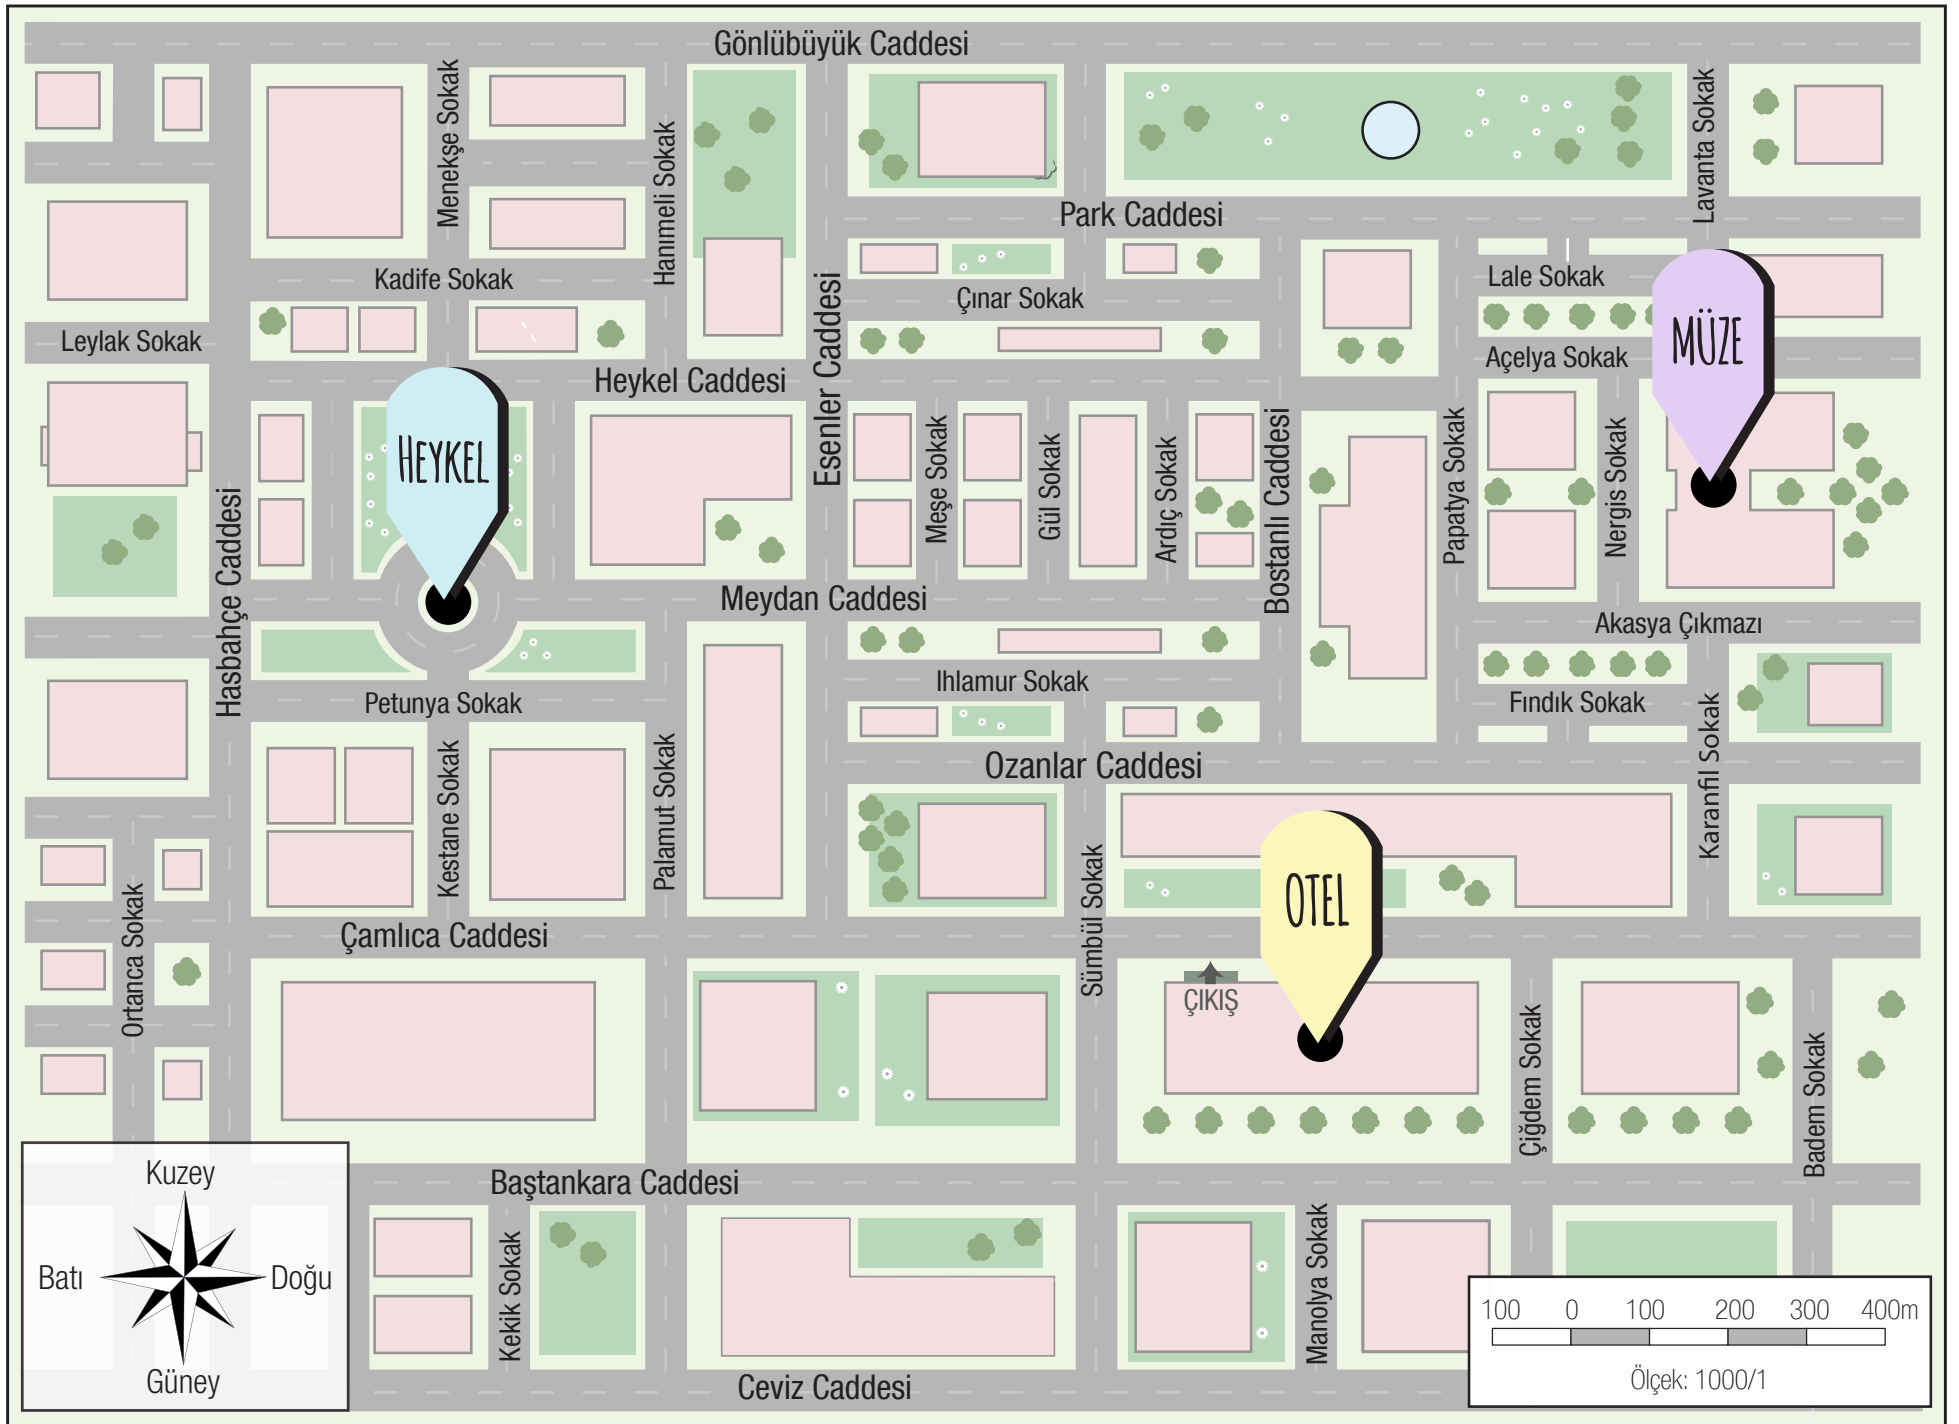 Gönlübüyük Caddesi
Menekşe Sokak
Hanımeli Sokak
Lavanta Sokak
Park Caddesi
Kadife Sokak
Lale Sokak
Çınar Sokak
Leylak Sokak
MÜZE
Açelya Sokak
Heykel Caddesi
Esenler Caddesi
HEYKEL
Meşe Sokak
Gül Sokak
Ardıç Sokak
Bostanlı Caddesi
Papatya Sokak
Nergis Sokak
Hasbahçe Caddesi
Meydan Caddesi
Akasya Çıkmazı
Ihlamur Sokak
Petunya Sokak
Fındık Sokak
Ozanlar Caddesi
Karanfil Sokak
Kestane Sokak
Palamut Sokak
Sümbül Sokak
OTEL
Ortanca Sokak
Çamlıca Caddesi
ÇIKIŞ
Çiğdem Sokak
Badem Sokak
Baştankara Caddesi
Kuzey
Batı
Doğu
Güney
Kekik Sokak
Manolya Sokak
100 0 100 200 300 400m
Ölçek: 1000/1
Ceviz Caddesi